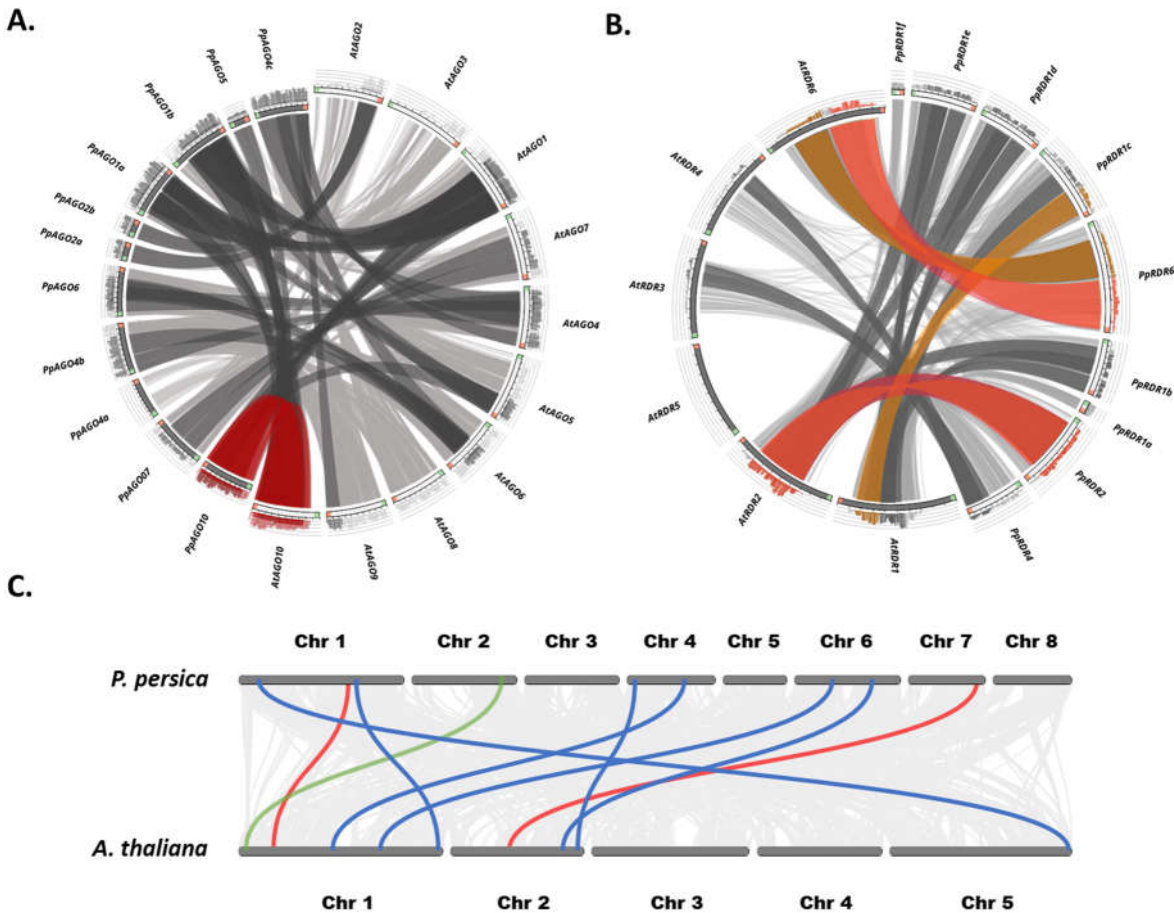 A.
PpAGO4c
PpAGO5
PpAGO1b
PpAGO1a
PpAGO2b
PpAGO2a
PpAGO6
PpAGO4b
PpAGO4a
PpAGO07
PpAGO10
AtAGO10
AtAGO9
AtAGO8
AtAGO6
AtAGO5
AtAGO4
AtAGO7
AtAGO1
AtAGO3
AtAGO2
B.
PpRDR1f
PpRDR1e
PpRDR1d
PpRDR1c
PpRDR6
PpRDR1b
PpRDR1a
PpRDR2
PpRDR4
AtRDR1
AtRDR2
AtRDR5
AtRDR3
AtRDR4
AtRDR6
C.
Chr 1 Chr 2 Chr 3 Chr 4 Chr 5 Chr 6 Chr 7 Chr 8
P. persica
A. thaliana
Chr 1 Chr 2 Chr 3 Chr 4 Chr 5